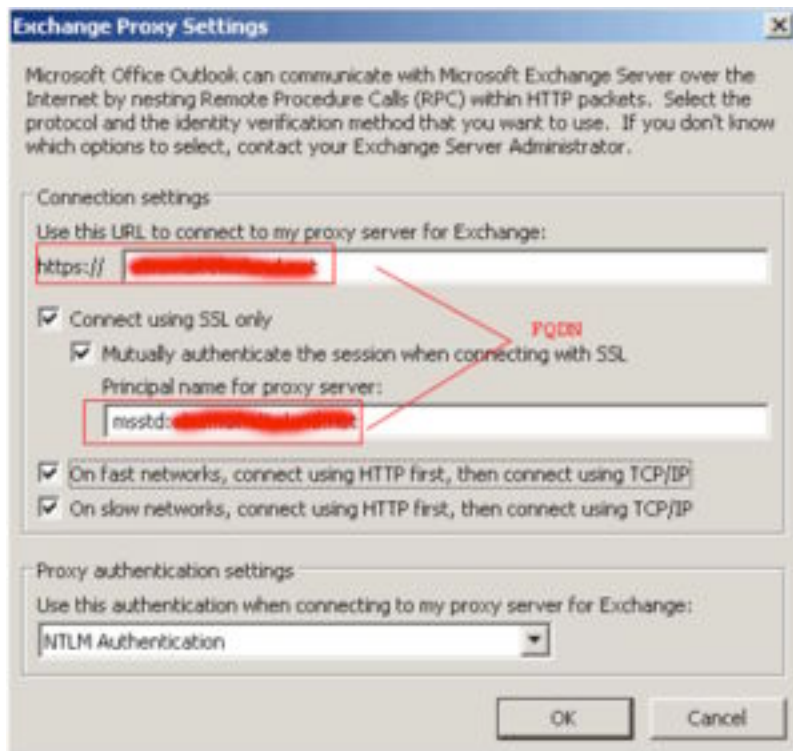 Exchange Proxy Settings
Microsoft Office Outlook can communicate with Microsoft Exchange Server over the
Internet by nesting Remote Procedure Calls (RPC) within HTTP packets. Select the
protocol and the identity verification method that you want to use. If you don't know
which options to select, contact your Exchange Server Administrator.
Connection settings
Use this URL to connect to my proxy server for Exchange:
https://
Connect using SSL only
FQDN
Mutually authenticate the session when connecting with SSL
Principal name for proxy server:
msstd:
On fast networks, connect using HTTP first, then connect using TCP/IP
On slow networks, connect using HTTP first, then connect using TCP/IP
Proxy authentication settings
Use this authentication when connecting to my proxy server for Exchange:
NTLM Authentication
OK Cancel